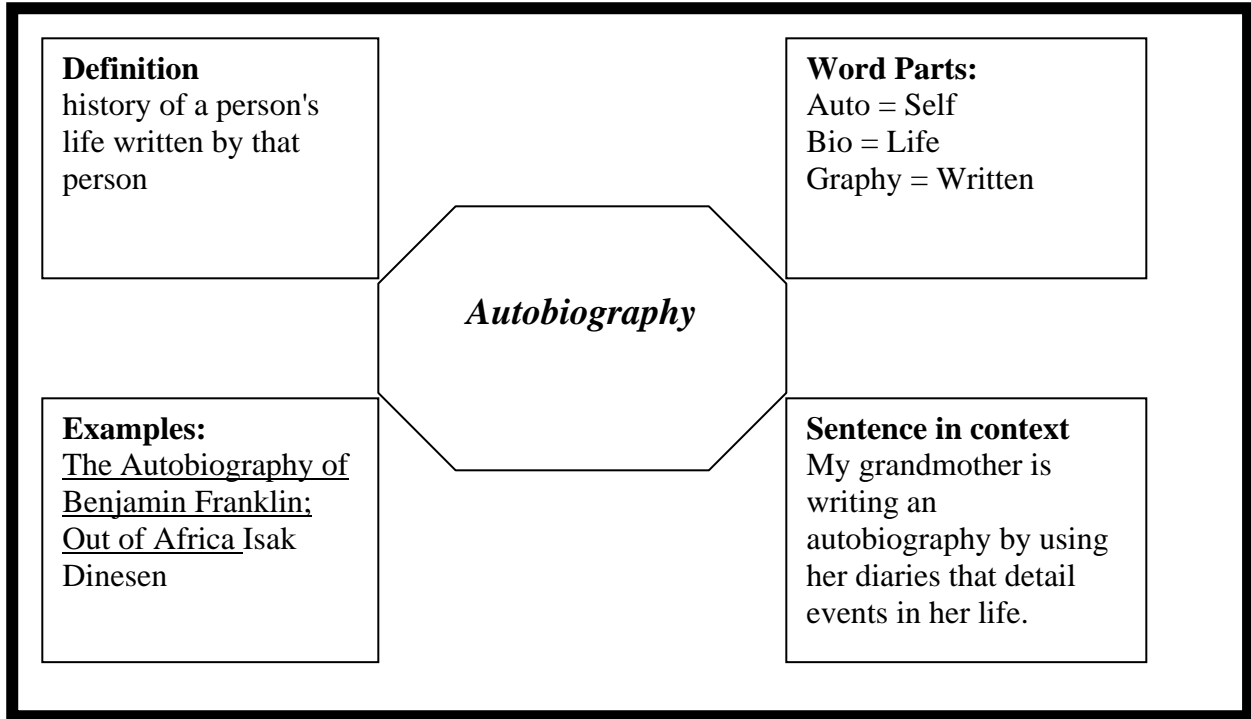 Definition
history of a person's
life written by that
person
Word Parts:
Auto = Self
Bio = Life
Graphy = Written
Autobiography
Examples:
The Autobiography of
Benjamin Franklin;
Out of Africa Isak
Dinesen
Sentence in context
My grandmother is
writing an
autobiography by using
her diaries that detail
events in her life.